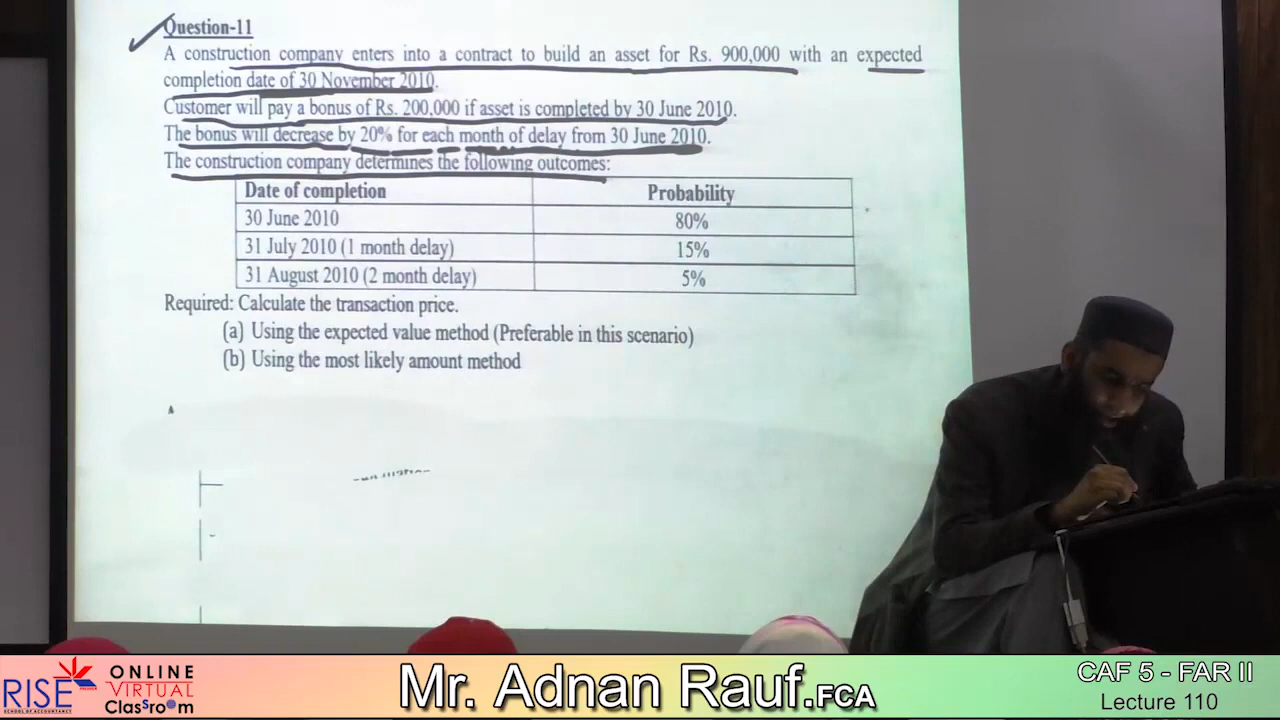 Question-11
A construction company enters into a contract to build an asset for Rs. 900,000 with an expected
completion date of 30 November 2010.
Customer will pay a bonus of Rs. 200,000 if asset is completed by 30 June 2010.
The bonus will decrease by 20% for each month of delay from 30 June 2010.
The construction company determines the following outcomes:
Date of completion Probability
30 June 2010 80%
31 July 2010 (1 month delay) 15%
31 August 2010 (2 month delay) 5%
Required: Calculate the transaction price.
(a) Using the expected value method (Preferable in this scenario)
(b) Using the most likely amount method
RISE PREMIER
SCHOOL OF ACCOUNTANCY
ONLINE
VIRTUAL
Classroom
Mr. Adnan Rauf.FCA
CAF 5 - FAR II
Lecture 110